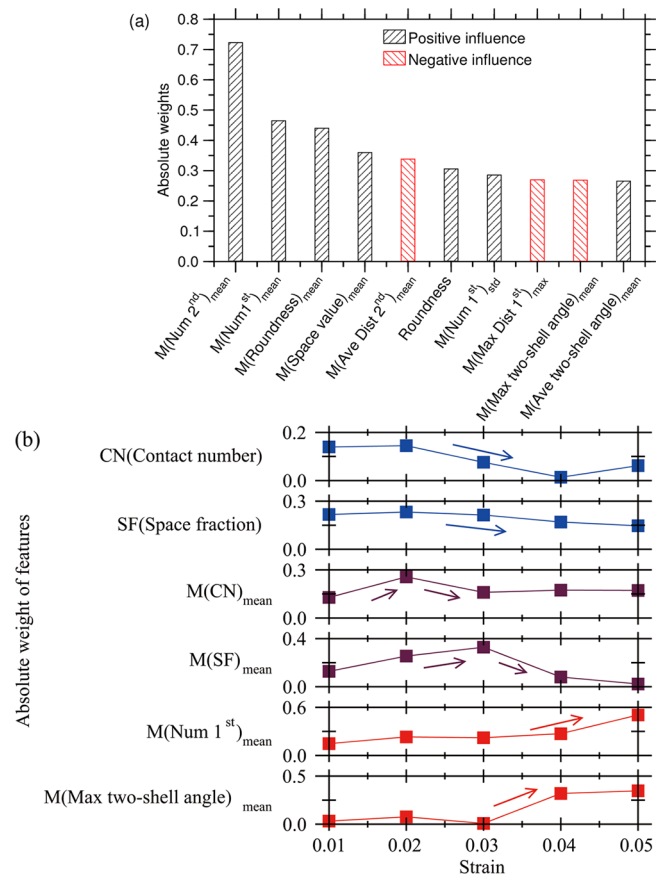 (a)
Absolute weights
0.8
0.7
0.6
0.5
0.4
0.3
0.2
0.1
0.0
Positive influence
Negative influence
M(Num 2nd)mean
M(Num1st)mean
M(Roundness)mean
M(Space value)mean
M(Ave Dist 2nd)mean
Roundness
M(Num 1st)std
M(Max Dist 1st)max
M(Max two-shell angle)mean
M(Ave two-shell angle)mean
(b)
Absolute weight of features
CN(Contact number)
0.2
0.0
SF(Space fraction)
0.3
0.0
M(CN)mean
0.3
0.0
M(SF)mean
0.4
0.0
M(Num 1st)mean
0.6
0.0
M(Max two-shell angle) mean
0.5
0.0
0.01 0.02 0.03 0.04 0.05
Strain